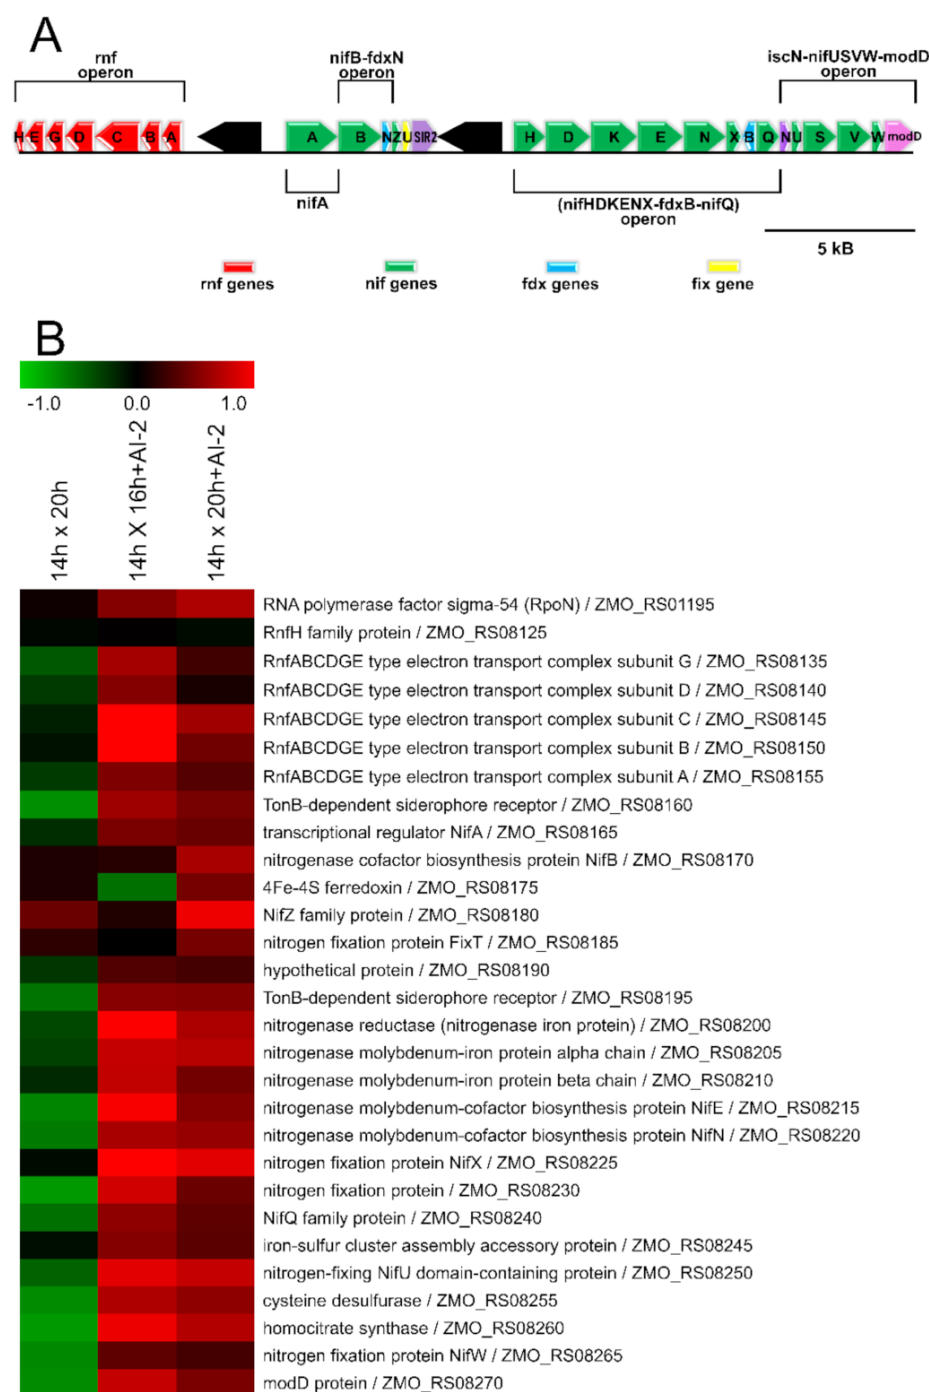 A
rnf
operon
nifB-fdxN
operon
iscN-nifUSVW-modD
operon
H E G D C B A
A B N Z U SIR2
H D K E N X B Q N U S V W modD
nifA
(nifHDKENX-fdxB-nifQ)
operon
5 kB
rnf genes
nif genes
fdx genes
fix gene
B
-1.0 0.0 1.0
14h x 20h
14h X 16h+AI-2
14h x 20h+AI-2
RNA polymerase factor sigma-54 (RpoN) / ZMO_RS01195
RnfH family protein / ZMO_RS08125
RnfABCDGE type electron transport complex subunit G / ZMO_RS08135
RnfABCDGE type electron transport complex subunit D / ZMO_RS08140
RnfABCDGE type electron transport complex subunit C / ZMO_RS08145
RnfABCDGE type electron transport complex subunit B / ZMO_RS08150
RnfABCDGE type electron transport complex subunit A / ZMO_RS08155
TonB-dependent siderophore receptor / ZMO_RS08160
transcriptional regulator NifA / ZMO_RS08165
nitrogenase cofactor biosynthesis protein NifB / ZMO_RS08170
4Fe-4S ferredoxin / ZMO_RS08175
NifZ family protein / ZMO_RS08180
nitrogen fixation protein FixT / ZMO_RS08185
hypothetical protein / ZMO_RS08190
TonB-dependent siderophore receptor / ZMO_RS08195
nitrogenase reductase (nitrogenase iron protein) / ZMO_RS08200
nitrogenase molybdenum-iron protein alpha chain / ZMO_RS08205
nitrogenase molybdenum-iron protein beta chain / ZMO_RS08210
nitrogenase molybdenum-cofactor biosynthesis protein NifE / ZMO_RS08215
nitrogenase molybdenum-cofactor biosynthesis protein NifN / ZMO_RS08220
nitrogen fixation protein NifX / ZMO_RS08225
nitrogen fixation protein / ZMO_RS08230
NifQ family protein / ZMO_RS08240
iron-sulfur cluster assembly accessory protein / ZMO_RS08245
nitrogen-fixing NifU domain-containing protein / ZMO_RS08250
cysteine desulfurase / ZMO_RS08255
homocitrate synthase / ZMO_RS08260
nitrogen fixation protein NifW / ZMO_RS08265
modD protein / ZMO_RS08270